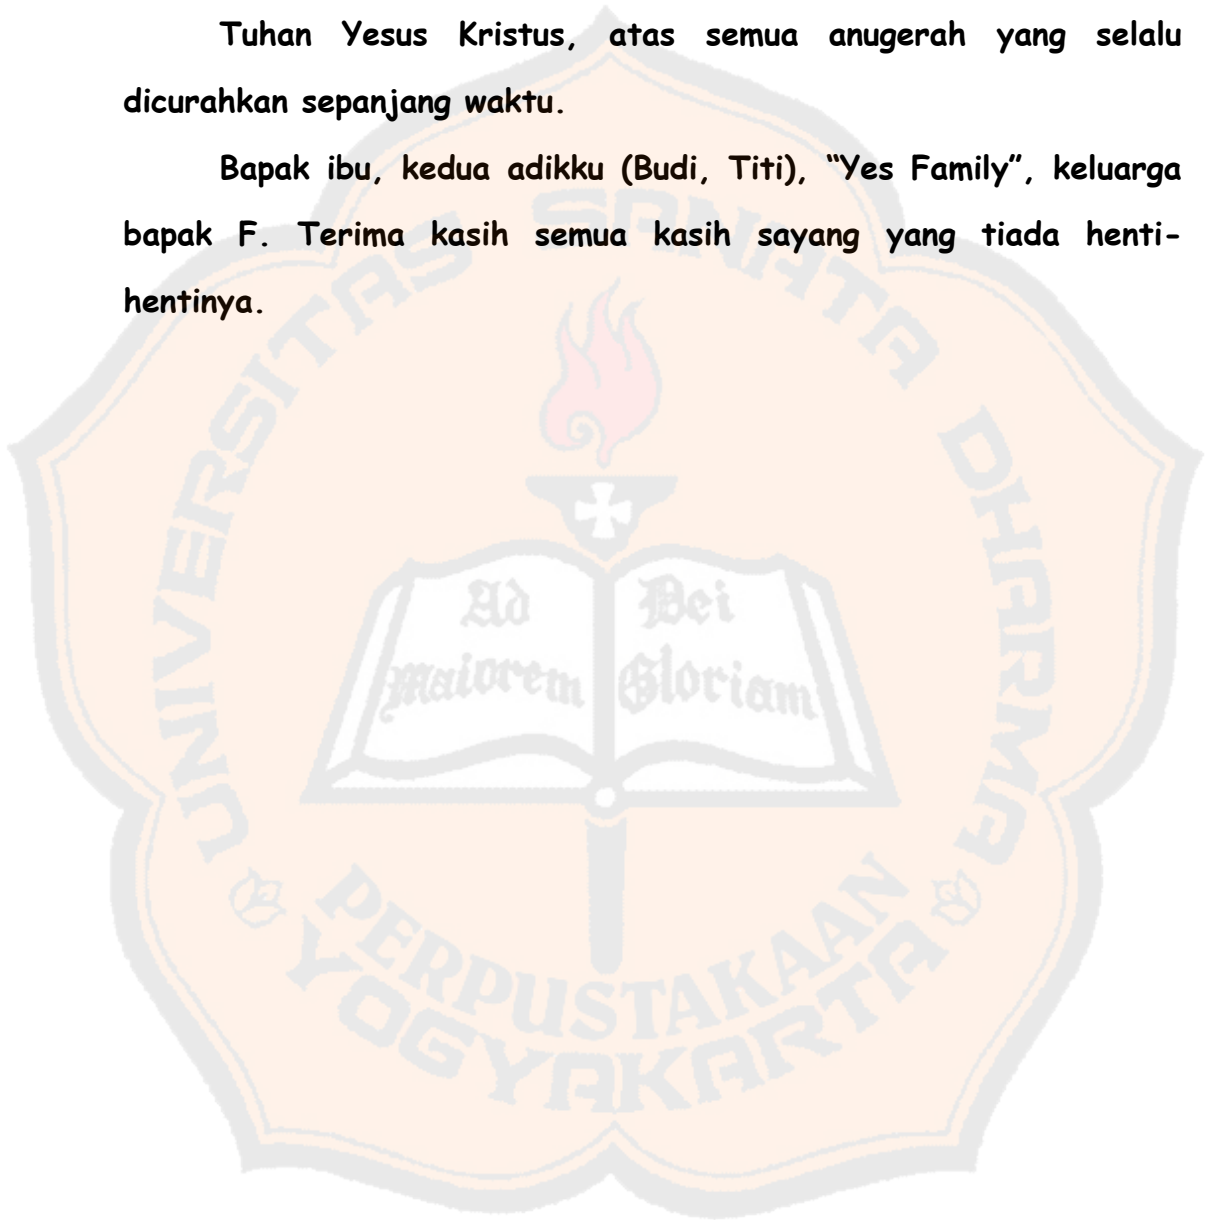 Tuhan Yesus Kristus, atas semua anugerah yang selalu
dicurahkan sepanjang waktu.
Bapak ibu, kedua adikku (Budi, Titi), “Yes Family”, keluarga
bapak F. Terima kasih semua kasih sayang yang tiada henti-
hentinya.
UNIVERSITAS SANATA DHARMA
Ad Dei
Maiorem Gloriam
PERPUSTAKAAN
YOGYAKARTA